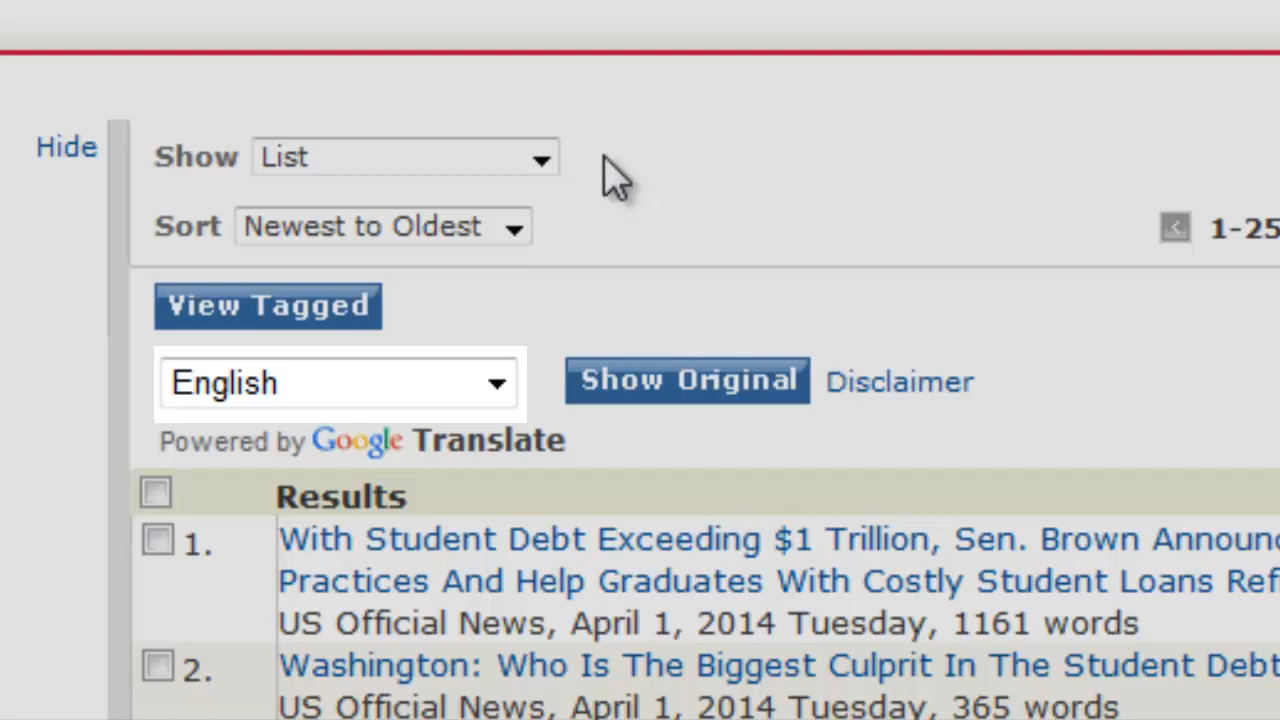 Hide
Show List
Sort Newest to Oldest
1-25
View Tagged
English
Show Original Disclaimer
Powered by Google Translate
Results
1. With Student Debt Exceeding $1 Trillion, Sen. Brown
Practices And Help Graduates With Costly Student Loans
US Official News, April 1, 2014 Tuesday, 1161 words
2. Washington: Who Is The Biggest Culprit In The Student Debt
US Official News, April 1, 2014 Tuesday, 365 words